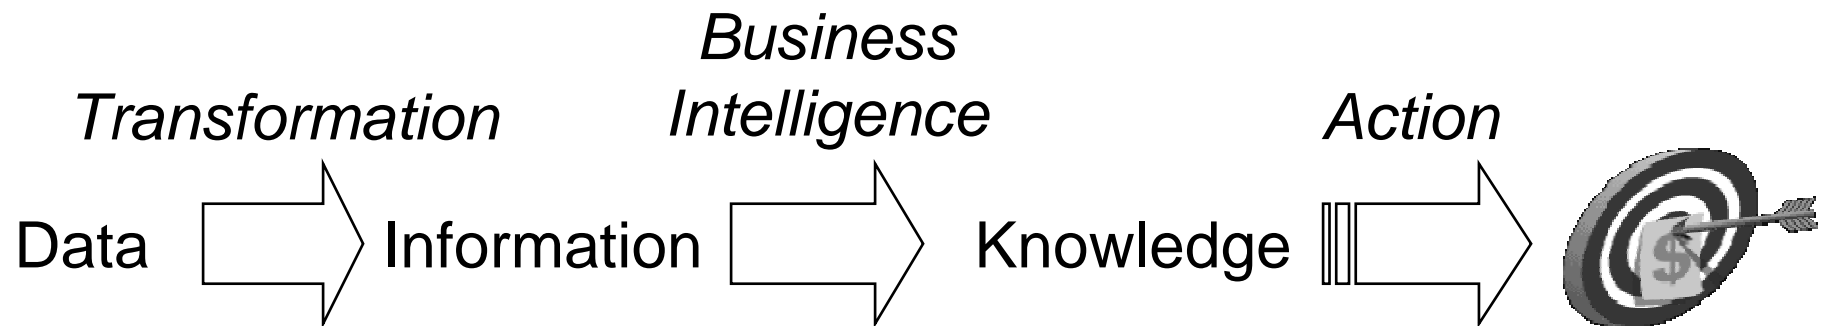 Business
Transformation Intelligence Action
Data Information Knowledge
$